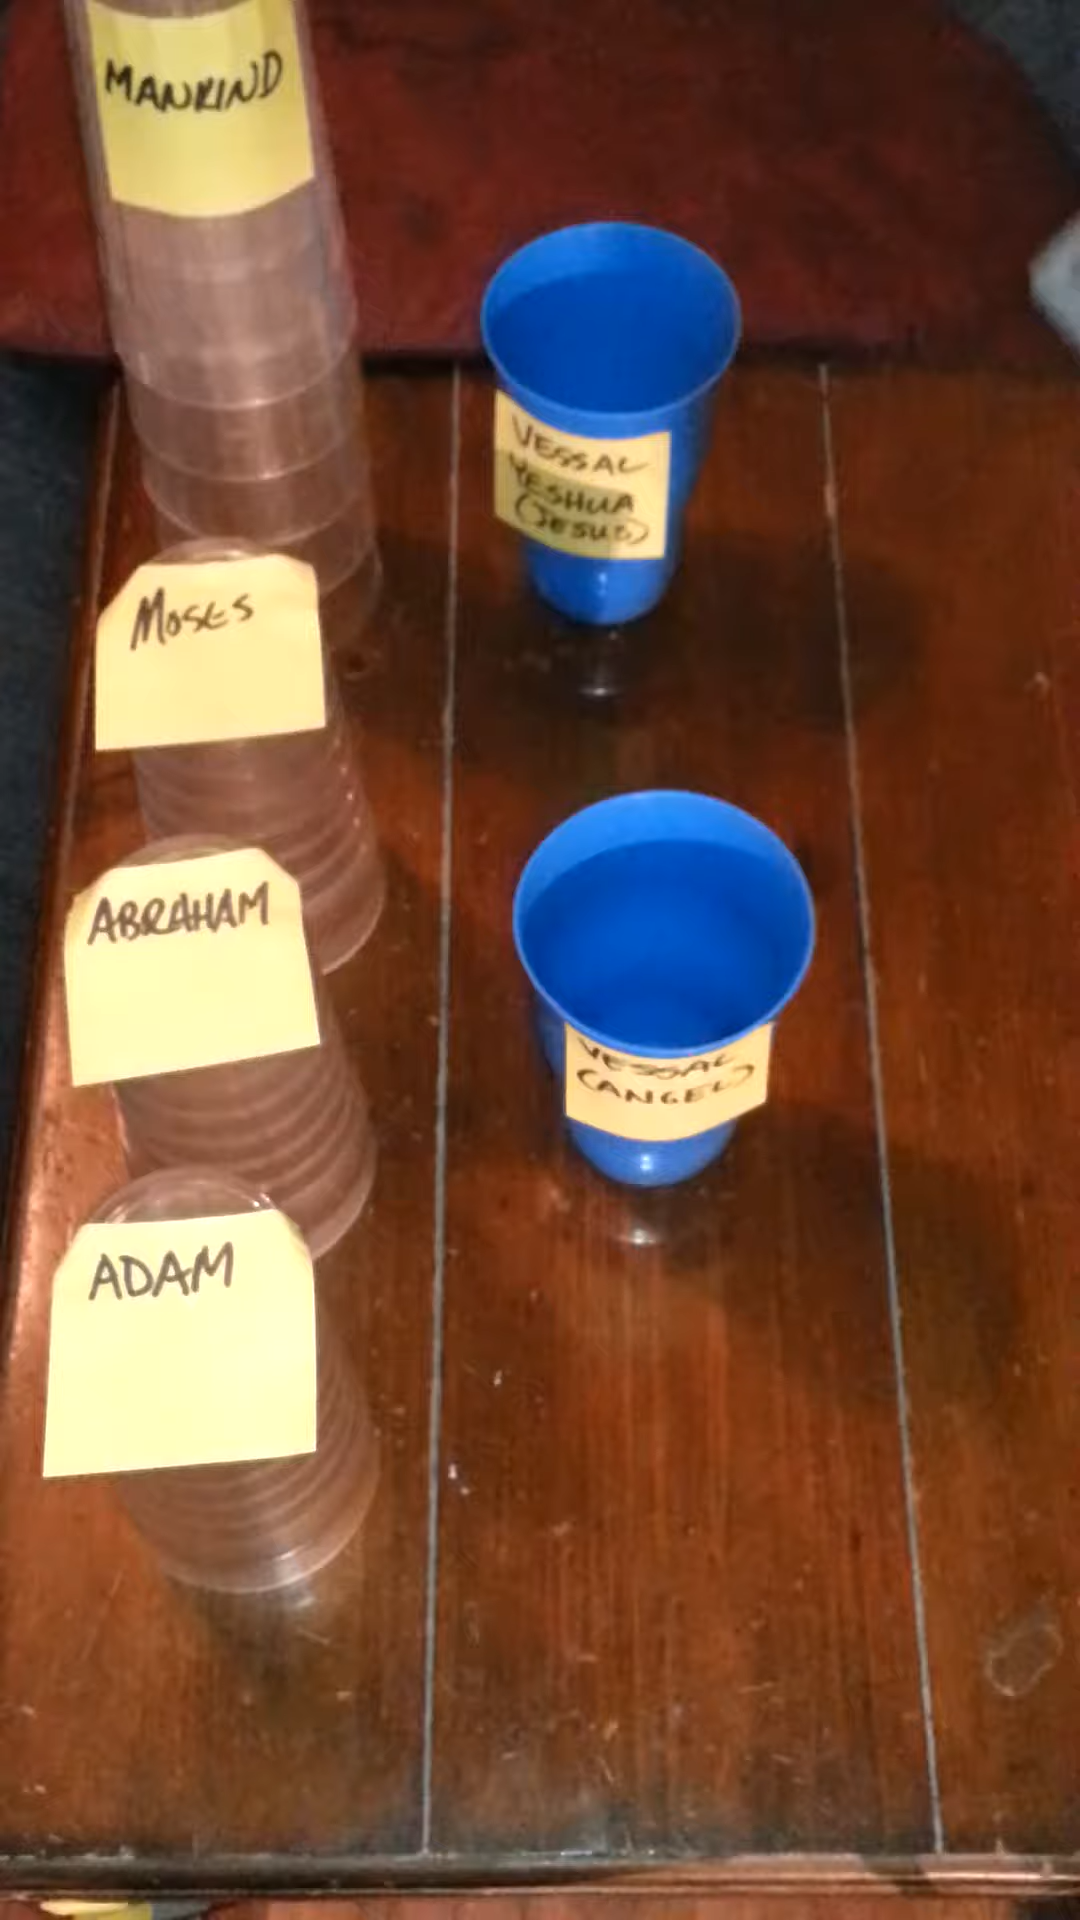 MANKIND
VESSAL
YESHUA
(JESUS)
MOSES
ABRAHAM
VESSAL
(ANGEL)
ADAM